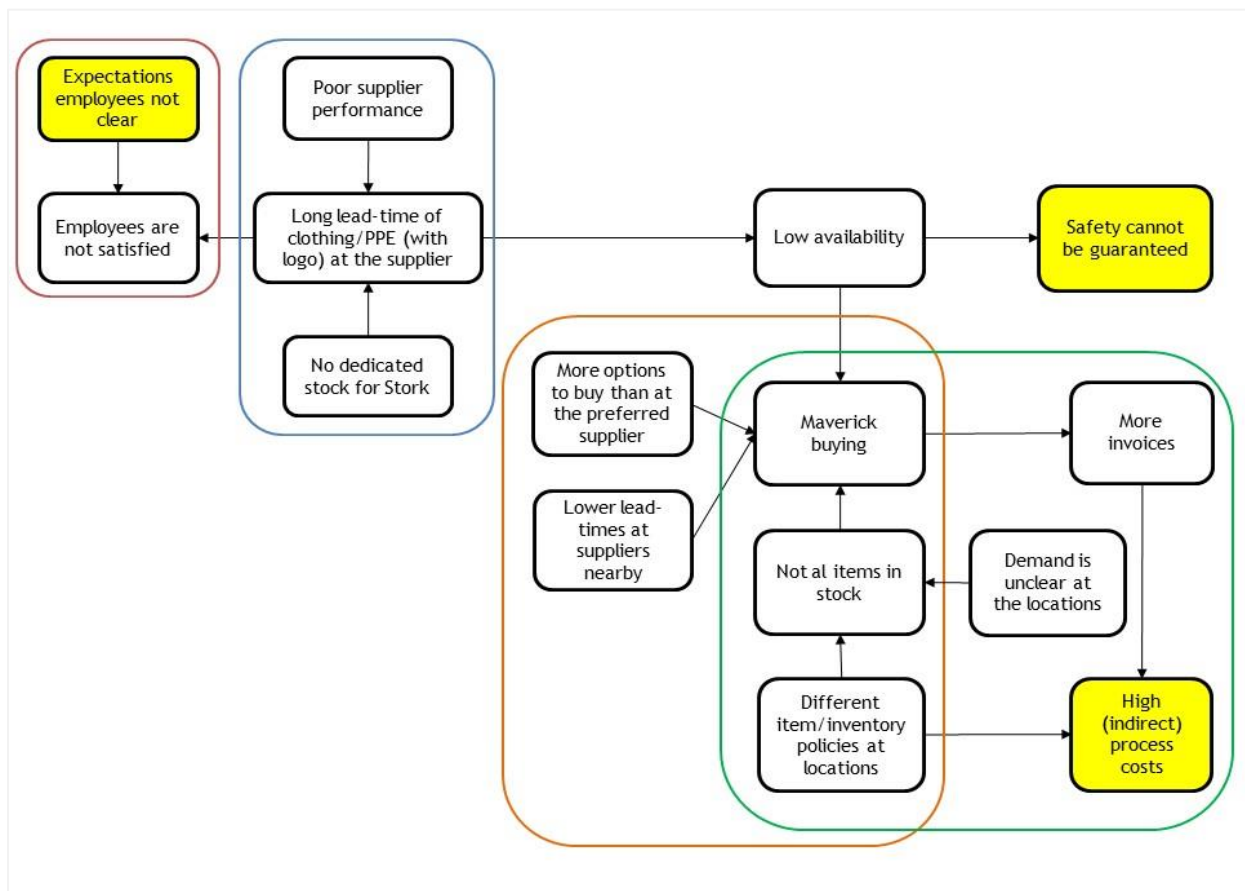 Expectations
employees not
clear
Poor supplier
performance
Employees are
not satisfied
Long lead-time of
clothing/PPE (with
logo) at the supplier
Low availability
Safety cannot
be guaranteed
No dedicated
stock for Stork
More options
to buy than at
the preferred
supplier
Maverick
buying
More
invoices
Lower lead-
times at
suppliers
nearby
Not al items in
stock
Demand is
unclear at
the locations
Different
item/inventory
policies at
locations
High
(indirect)
process
costs